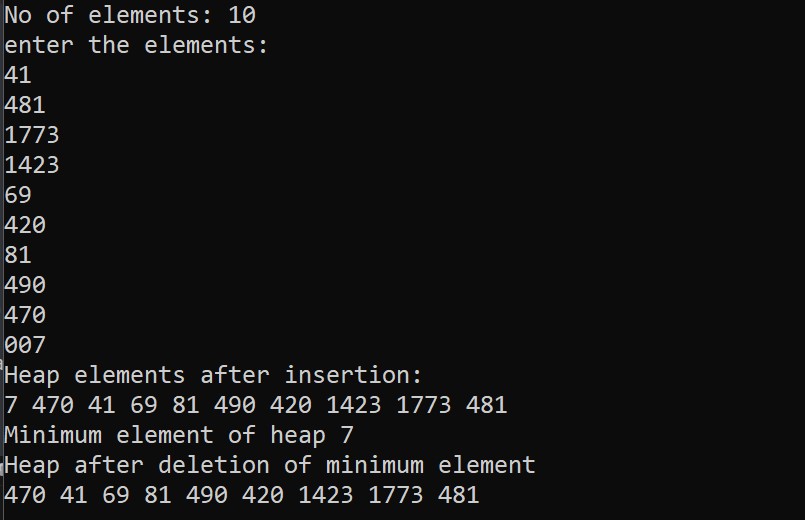 No of elements: 10
enter the elements:
41
481
1773
1423
69
420
81
490
470
007
Heap elements after insertion:
7 470 41 69 81 490 420 1423 1773 481
Minimum element of heap 7
Heap after deletion of minimum element
470 41 69 81 490 420 1423 1773 481